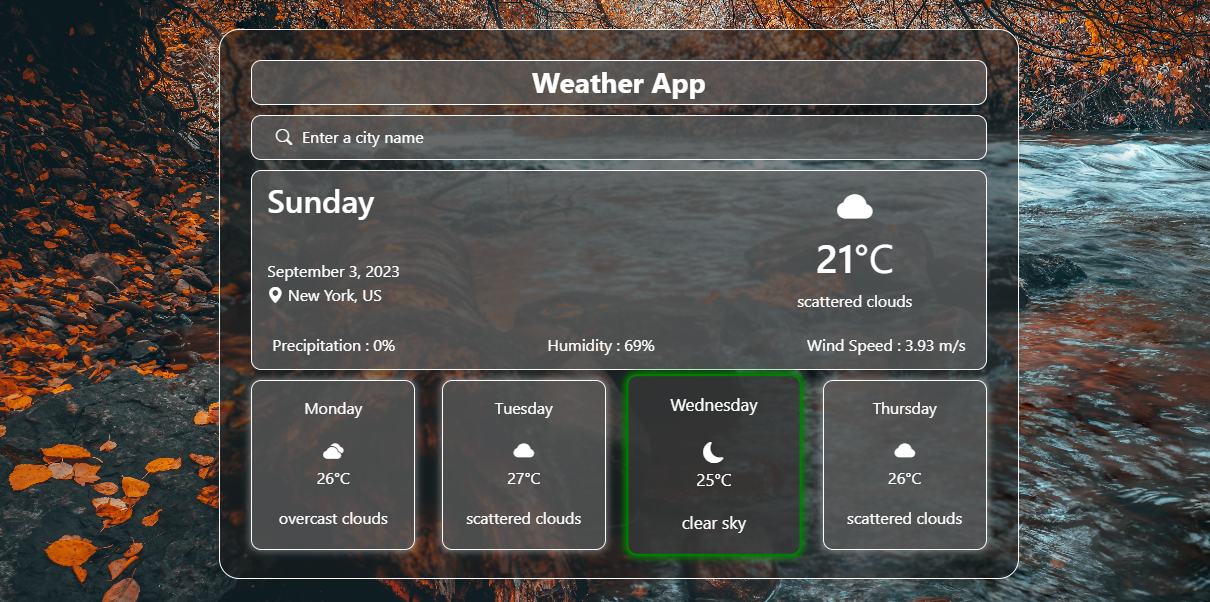 Weather App
Enter a city name
Sunday
21°C
September 3, 2023
New York, US
scattered clouds
Precipitation : 0%
Humidity : 69%
Wind Speed : 3.93 m/s
Monday
26°C
overcast clouds
Tuesday
27°C
scattered clouds
Wednesday
25°C
clear sky
Thursday
26°C
scattered clouds